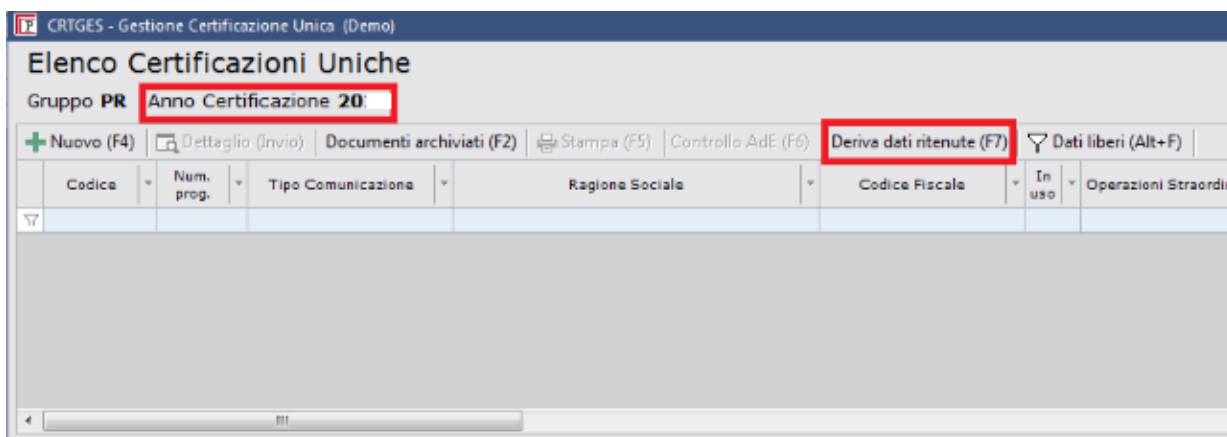 CRTGES - Gestione Certificazione Unica (Demo)
Elenco Certificazioni Uniche
Gruppo PR Anno Certificazione 20
Nuovo (F4) Dettaglio (Invio) Documenti archiviati (F2) Stampa (F5) Controllo AdE (F6) Deriva dati ritenute (F7) Dati liberi (Alt+F)
Codice Num. prog. Tipo Comunicazione Ragione Sociale Codice Fiscale In uso Operazioni Straordi